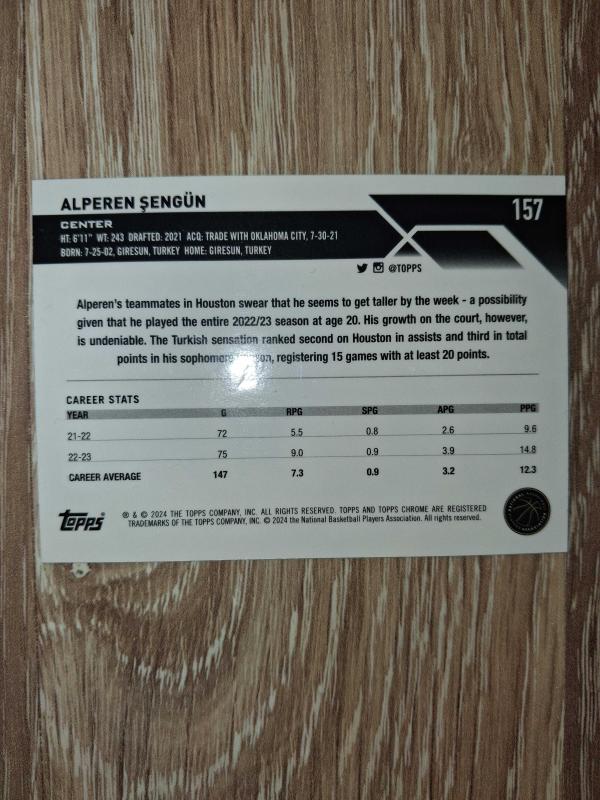 ALPEREN ŞENGÜN
157
CENTER
HT: 6'11" WT: 243 DRAFTED: 2021 ACQ: TRADE WITH OKLAHOMA CITY, 7-30-21
BORN: 7-25-02, GIRESUN, TURKEY HOME: GIRESUN, TURKEY
@TOPPS
Alperen's teammates in Houston swear that he seems to get taller by the week - a possibility
given that he played the entire 2022/23 season at age 20. His growth on the court, however,
is undeniable. The Turkish sensation ranked second on Houston in assists and third in total
points in his sophomore season, registering 15 games with at least 20 points.
CAREER STATS
YEAR G RPG SPG APG PPG
21-22 72 5.5 0.8 2.6 9.6
22-23 75 9.0 0.9 3.9 14.8
CAREER AVERAGE 147 7.3 0.9 3.2 12.3
Topps
® & © 2024 THE TOPPS COMPANY, INC. ALL RIGHTS RESERVED. TOPPS AND TOPPS CHROME ARE REGISTERED
TRADEMARKS OF THE TOPPS COMPANY, INC. © 2024 the National Basketball Players Association. All rights reserved.